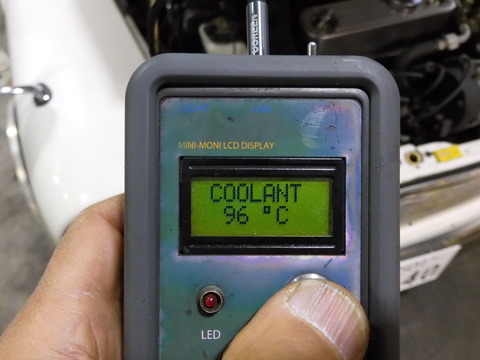 MINI-MONI LCD DISPLAY
COOLANT
96 °C
LED